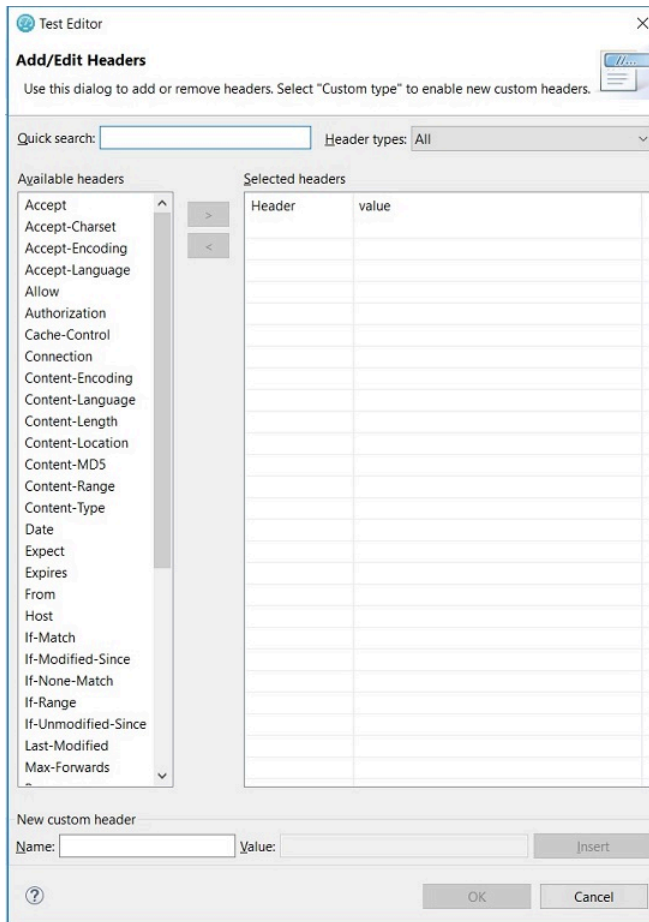 Test Editor
Add/Edit Headers
Use this dialog to add or remove headers. Select "Custom type" to enable new custom headers.
Quick search:
Header types: All
Available headers
Selected headers
Accept
Accept-Charset
Accept-Encoding
Accept-Language
Allow
Authorization
Cache-Control
Connection
Content-Encoding
Content-Language
Content-Length
Content-Location
Content-MD5
Content-Range
Content-Type
Date
Expect
Expires
From
Host
If-Match
If-Modified-Since
If-None-Match
If-Range
If-Unmodified-Since
Last-Modified
Max-Forwards
>
<
Header value
New custom header
Name:
Value:
Insert
?
OK
Cancel